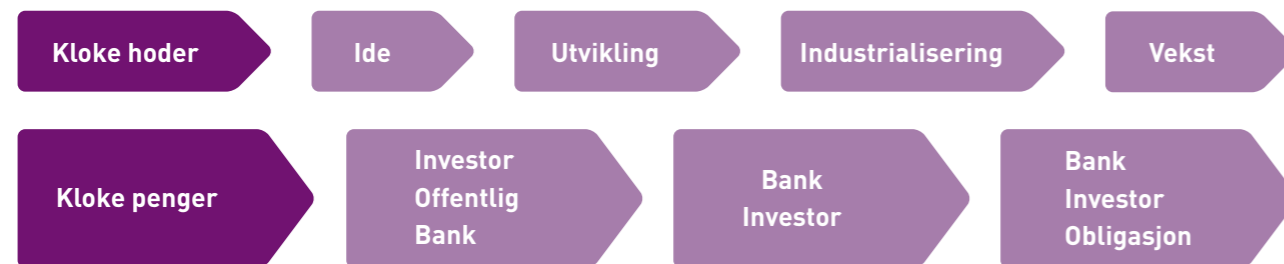 Kloke hoder
Ide
Utvikling
Industrialisering
Vekst
Kloke penger
Investor
Offentlig
Bank
Bank
Investor
Bank
Investor
Obligasjon